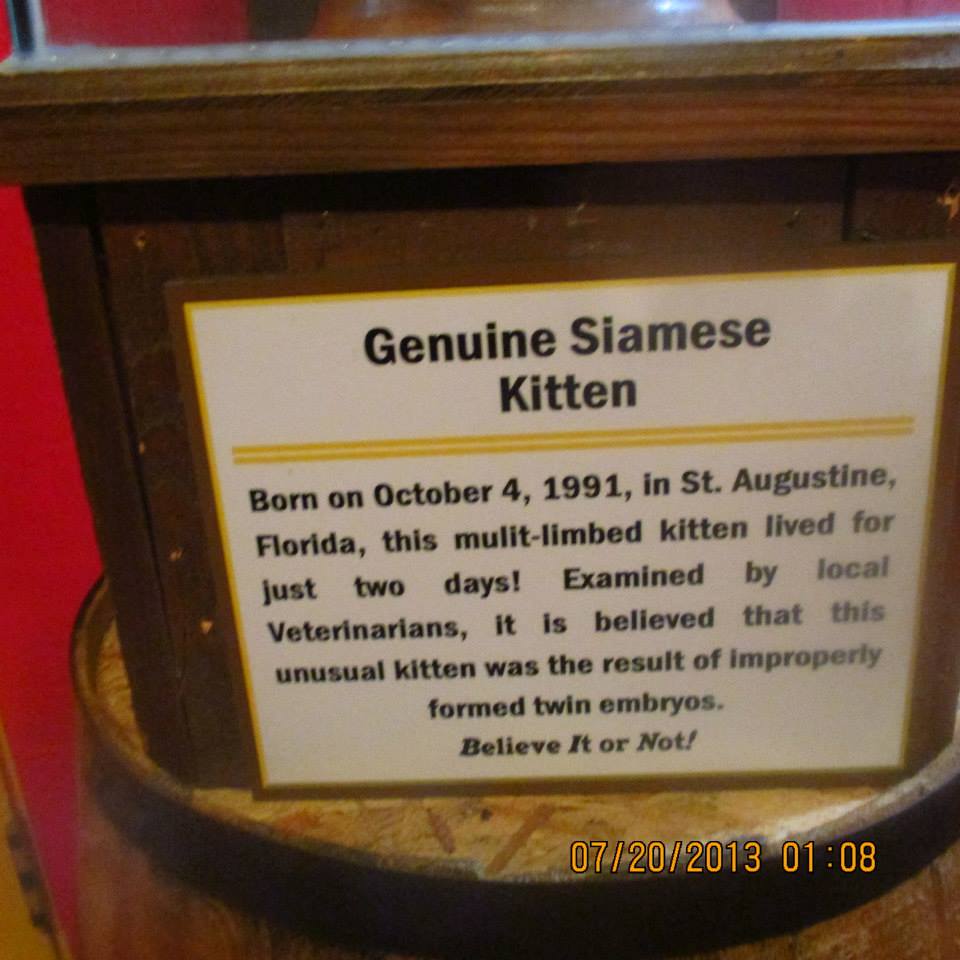 Genuine Siamese
Kitten
Born on October 4, 1991, in St. Augustine,
Florida, this mulit-limbed kitten lived for
just two days! Examined by local
Veterinarians, it is believed that this
unusual kitten was the result of improperly
formed twin embryos.
Believe It or Not!
07/20/2013 01:08